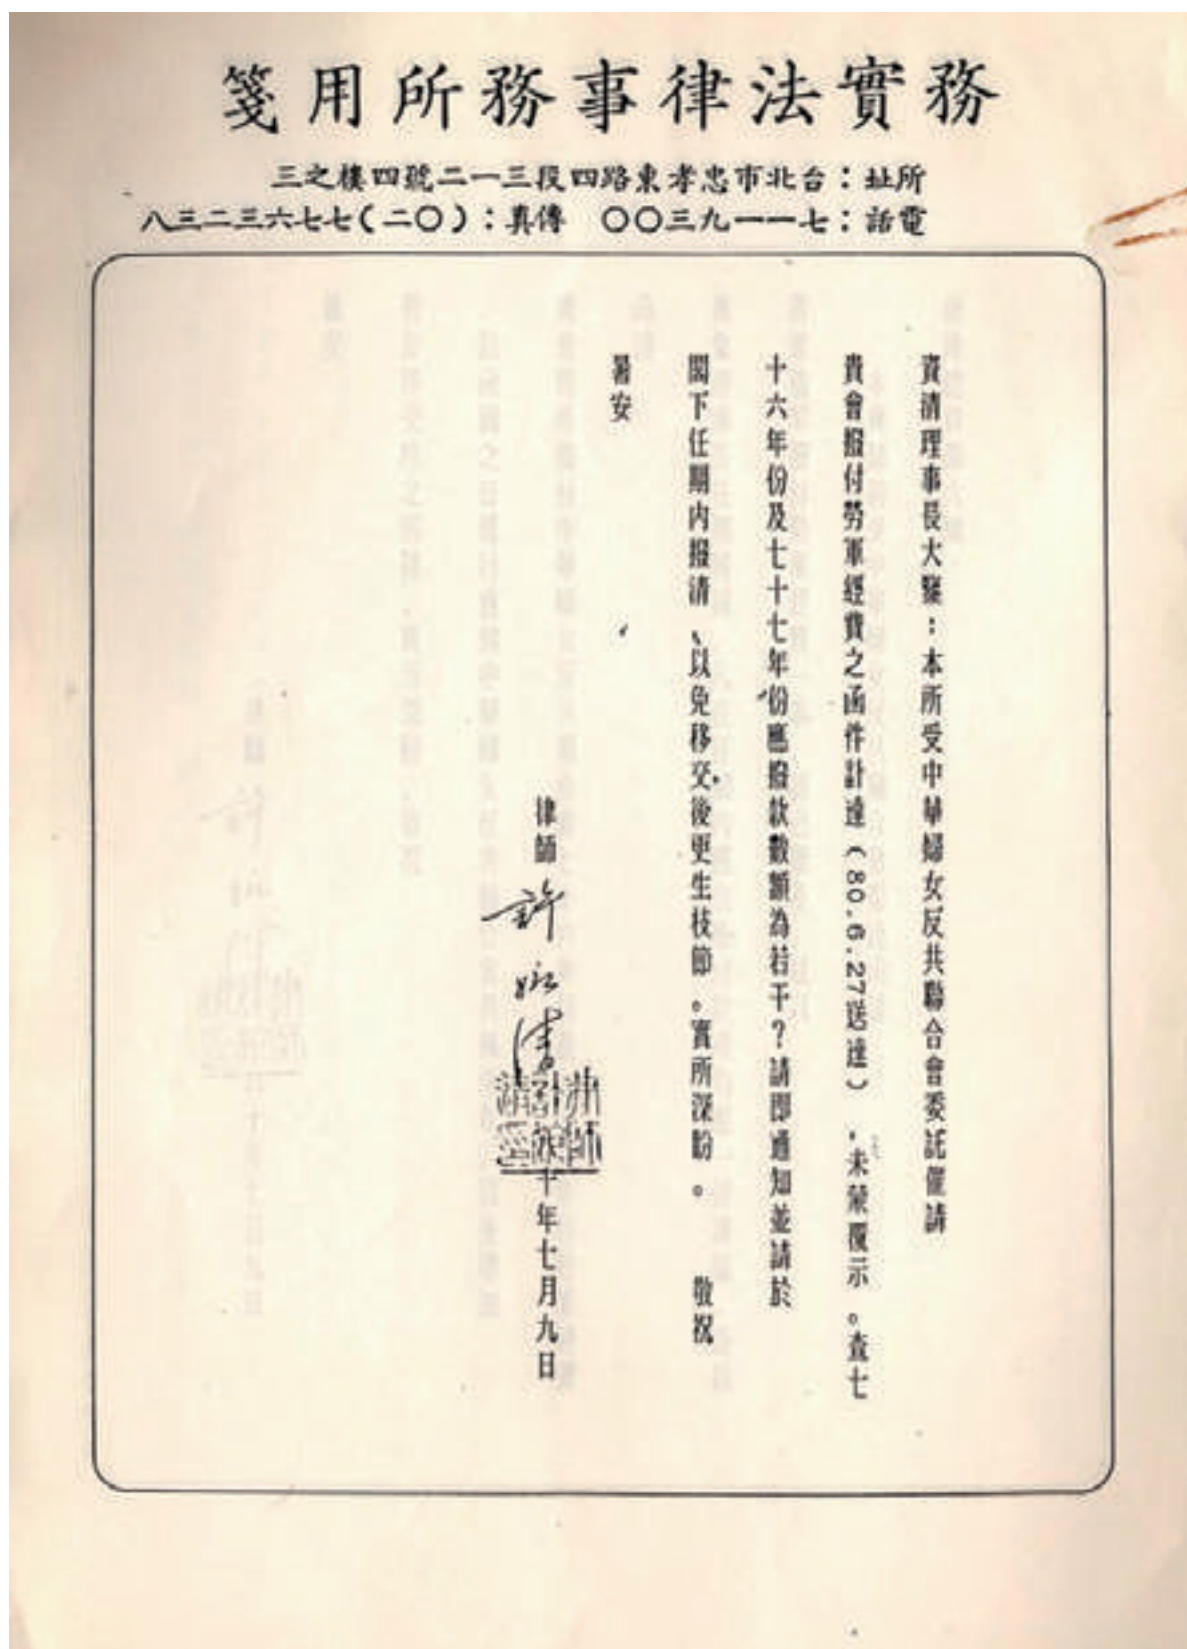 務實法律事務所用箋
所址：台北市忠孝東路四段三一二號四樓之三
電話：七一一九三〇〇　傳真：(〇二)七七六三二三八
資清理事長大鑒：本所受中華婦女反共聯合會委託催請
貴會撥付勞軍經費之函件計達（80.6.27送達），未蒙覆示。查七
十六年份及七十七年份應撥款數額為若干？請即通知並請於
閣下任期內撥清、以免移交後更生枝節。實所深盼。　敬祝
暑安
律師 許婉清
八十年七月九日